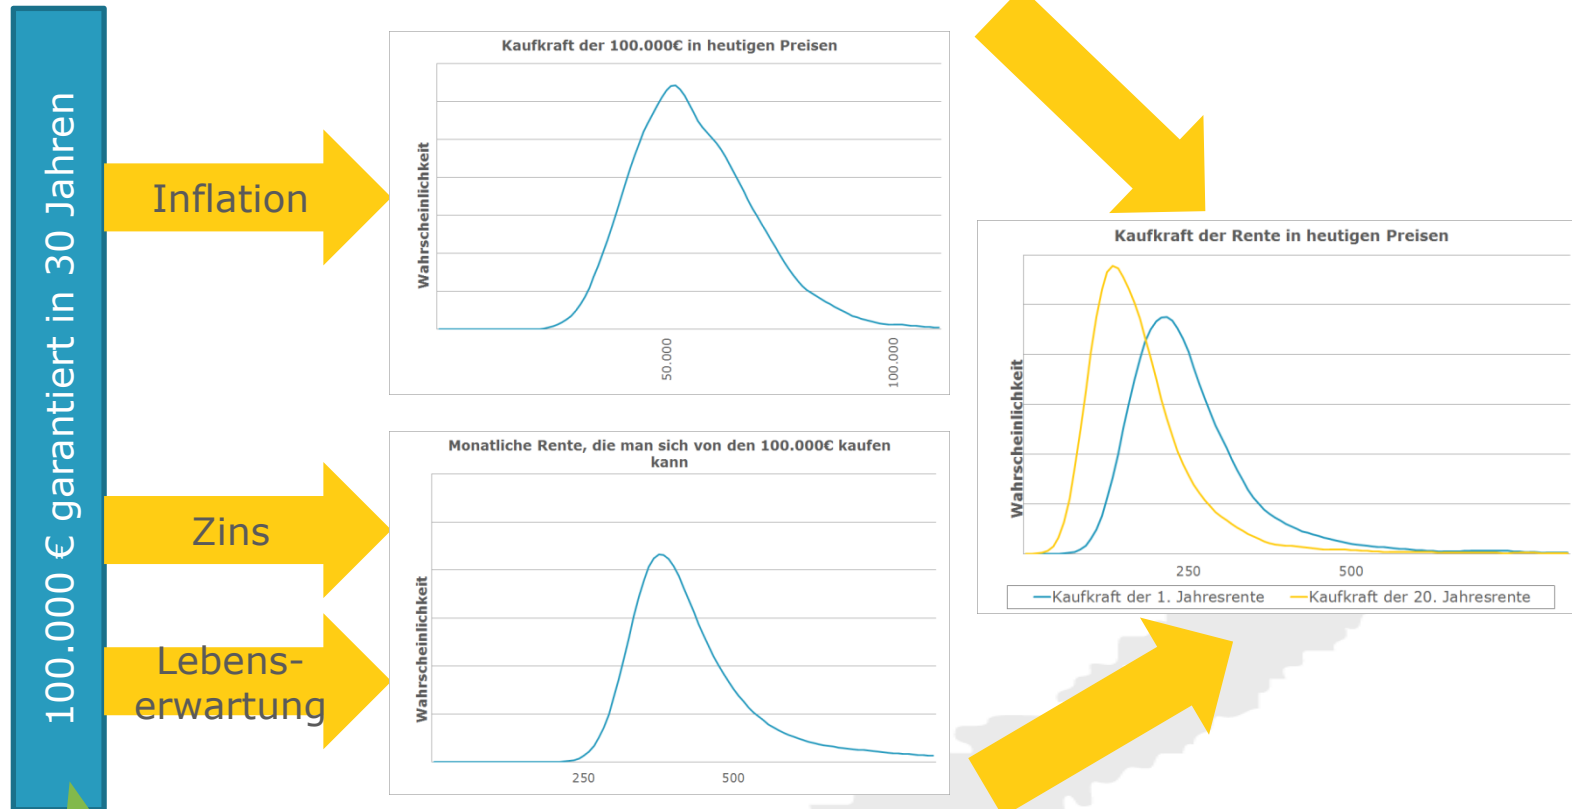 100.000 € garantiert in 30 Jahren
Inflation
Zins
Lebens-
erwartung
Kaufkraft der 100.000€ in heutigen Preisen
Wahrscheinlichkeit
50.000
100.000
Monatliche Rente, die man sich von den 100.000€ kaufen
kann
Wahrscheinlichkeit
250
500
Kaufkraft der Rente in heutigen Preisen
Wahrscheinlichkeit
250
500
Kaufkraft der 1. Jahresrente
Kaufkraft der 20. Jahresrente